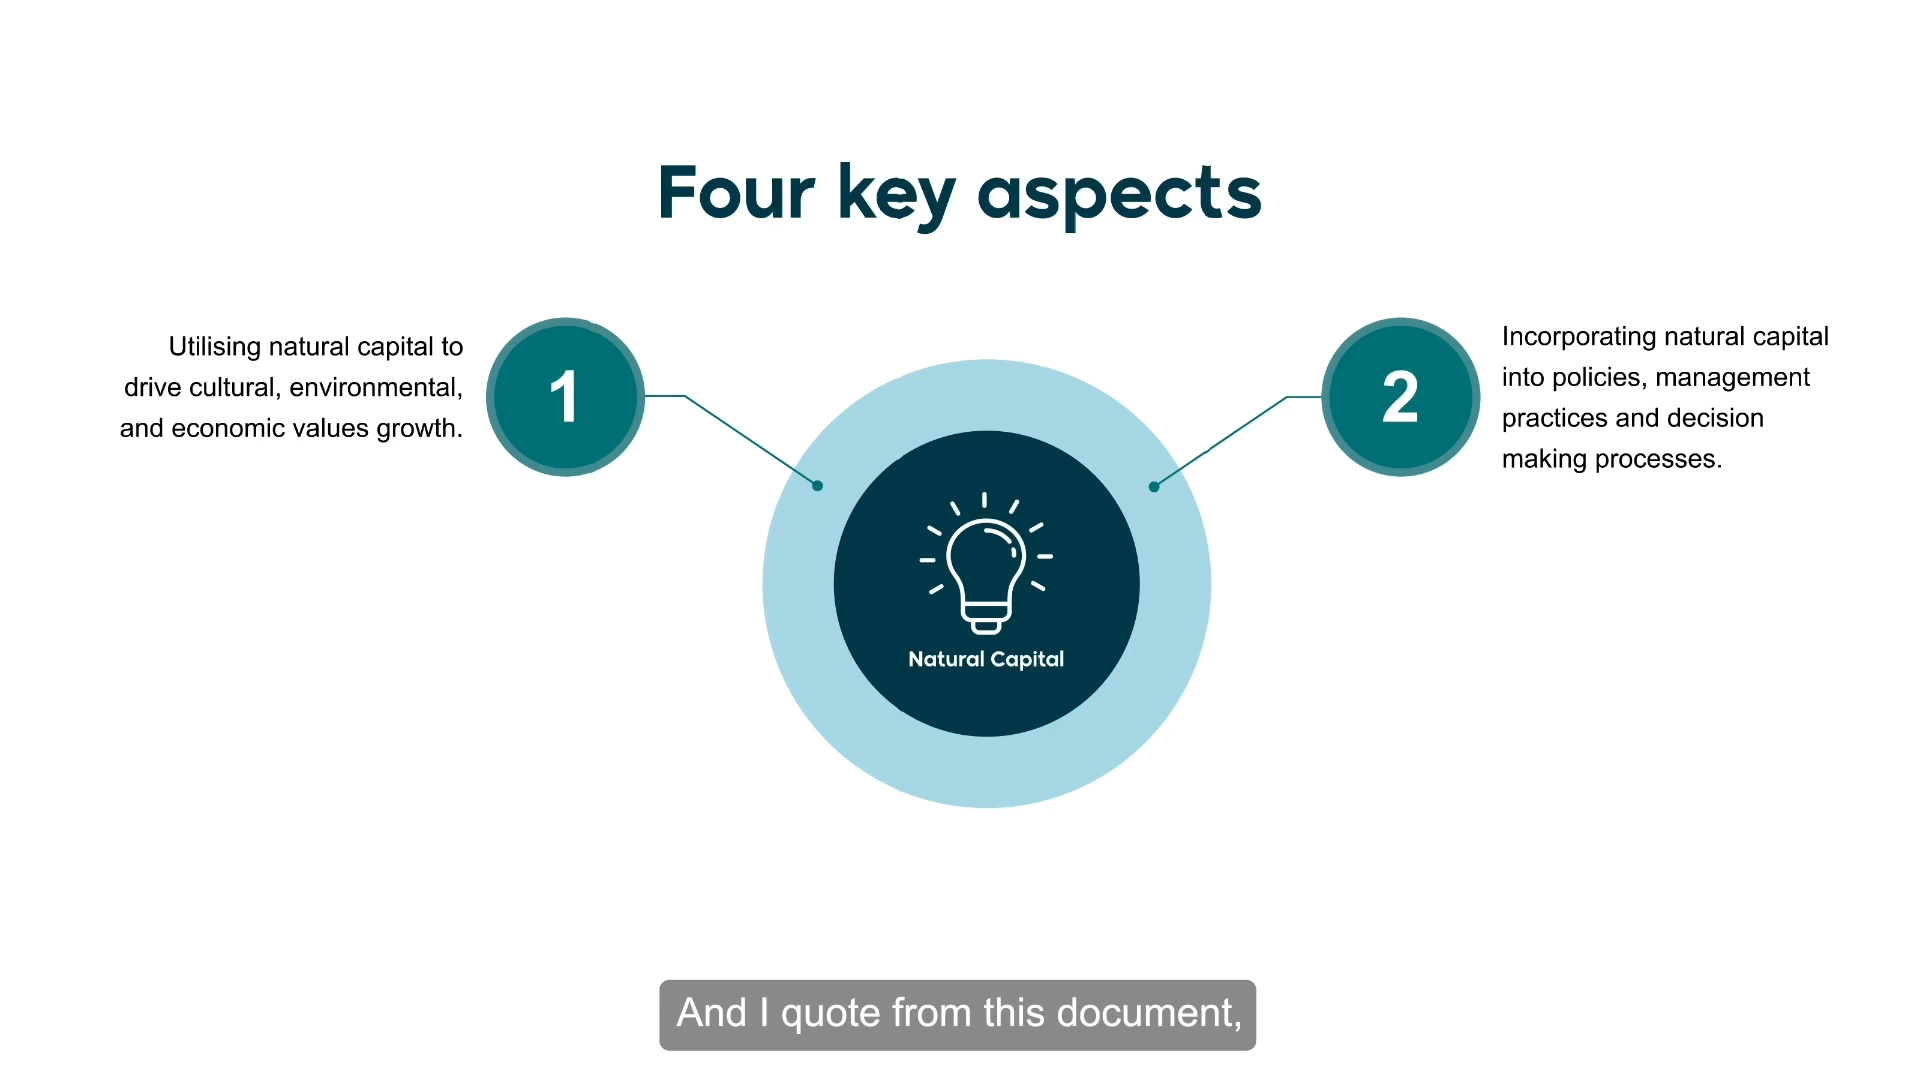 Four key aspects
Utilising natural capital to
drive cultural, environmental,
and economic values growth.
1
2
Incorporating natural capital
into policies, management
practices and decision
making processes.
Natural Capital
And I quote from this document,